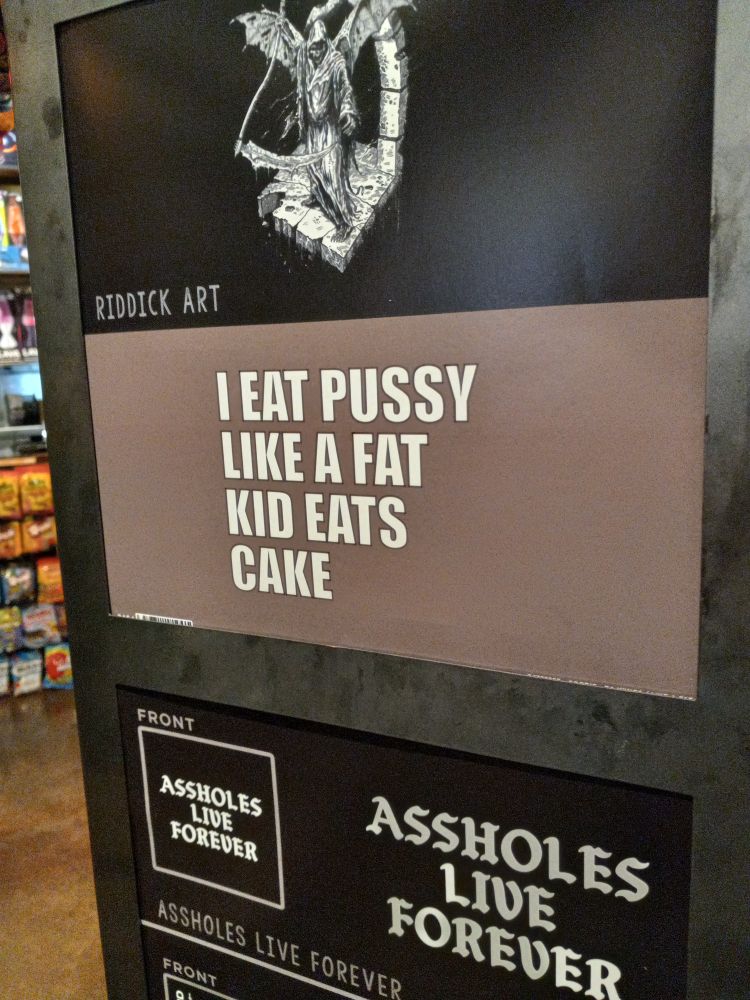 RIDDICK ART
I EAT PUSSY
LIKE A FAT
KID EATS
CAKE
FRONT
ASSHOLES
LIVE
FOREVER
ASSHOLES
LIVE
FOREVER
ASSHOLES LIVE FOREVER
FRONT